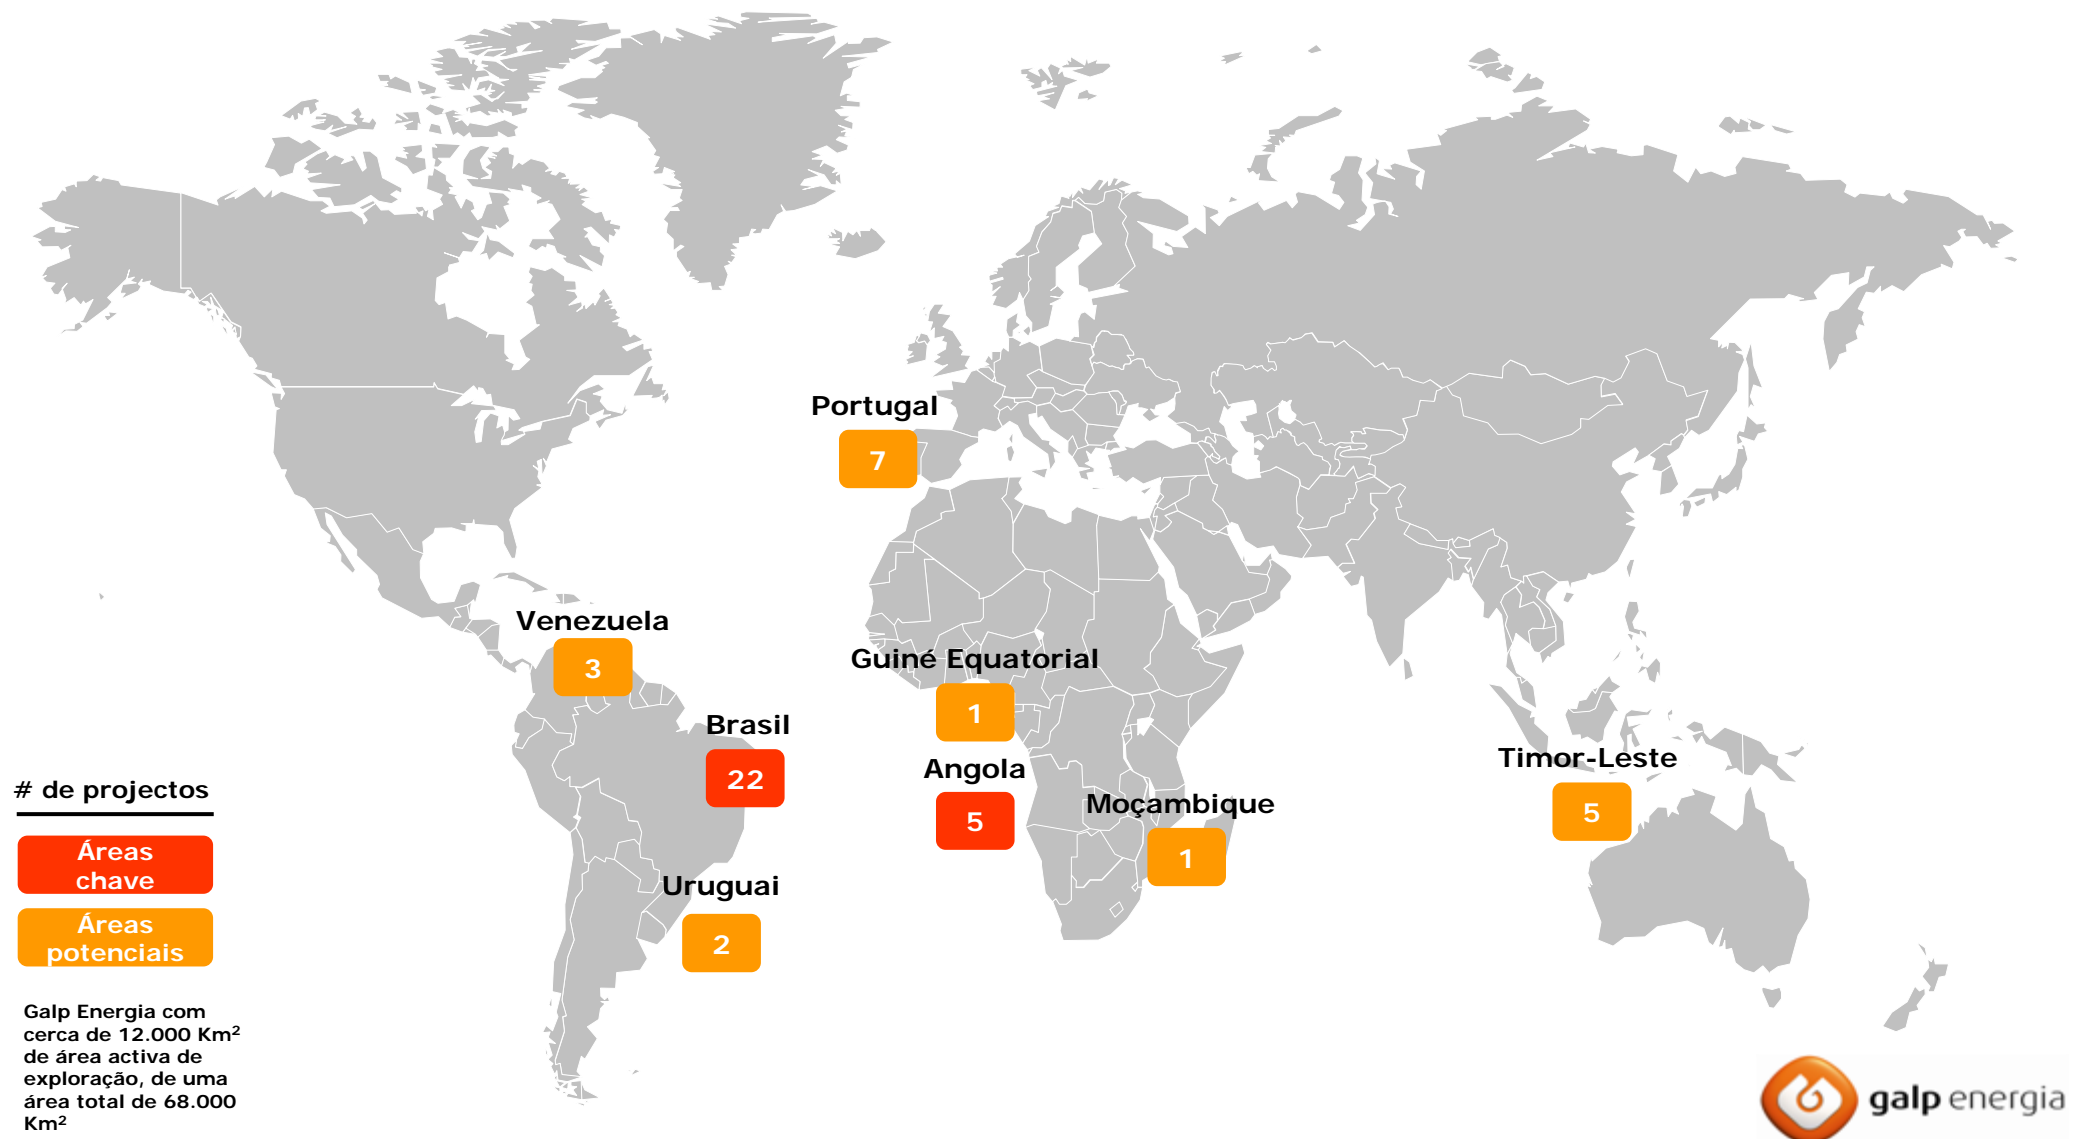 Portugal
7
Venezuela
3
Guiné Equatorial
1
Brasil
22
Angola
5
Moçambique
1
Timor-Leste
5
Uruguai
2
# de projectos
Áreas
chave
Áreas
potenciais
Galp Energia com
cerca de 12.000 Km²
de área activa de
exploração, de uma
área total de 68.000
Km²
galp energia